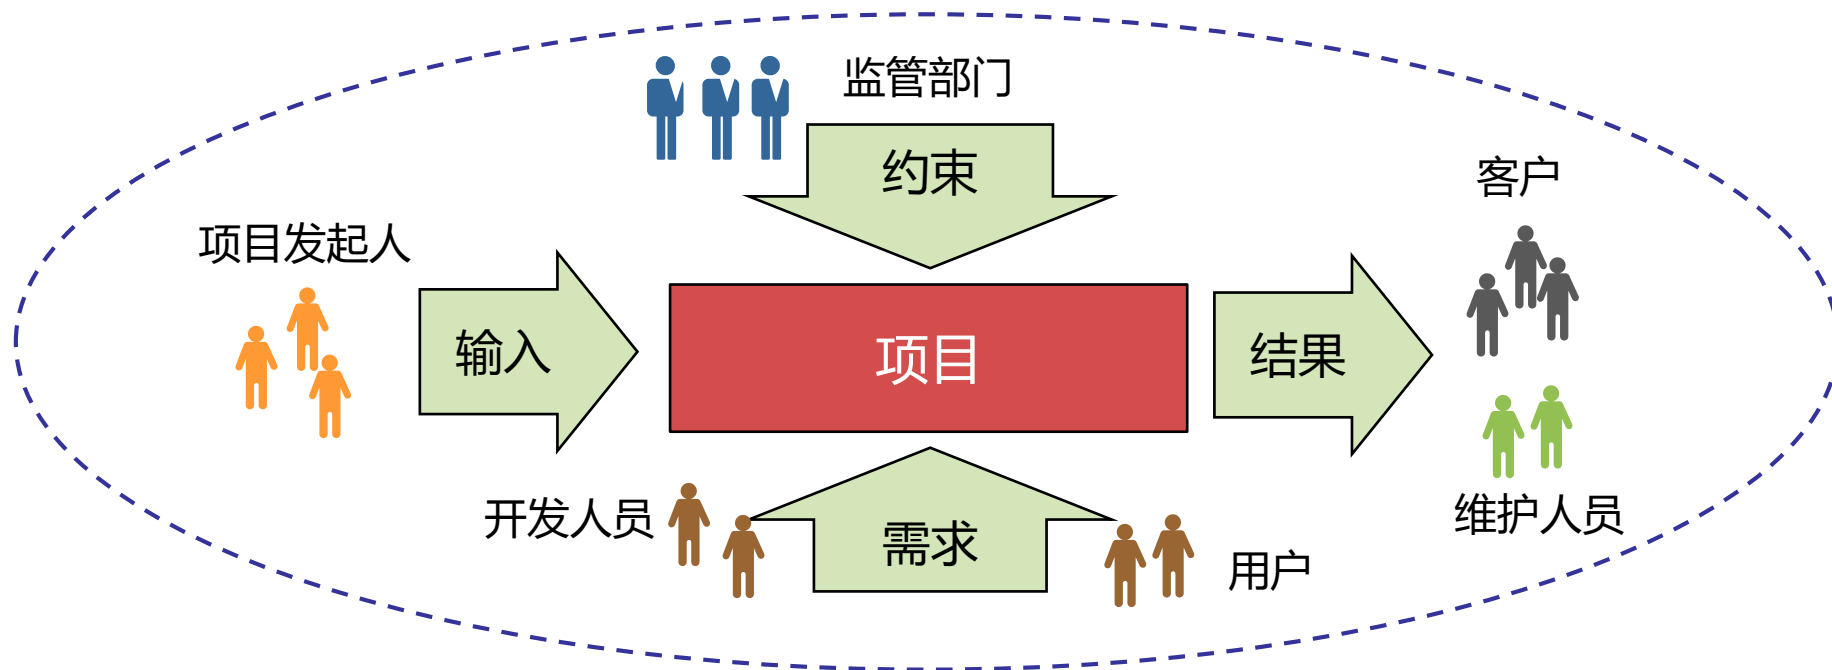 监管部门
约束
客户
项目发起人
输入
项目
结果
开发人员
需求
维护人员
用户